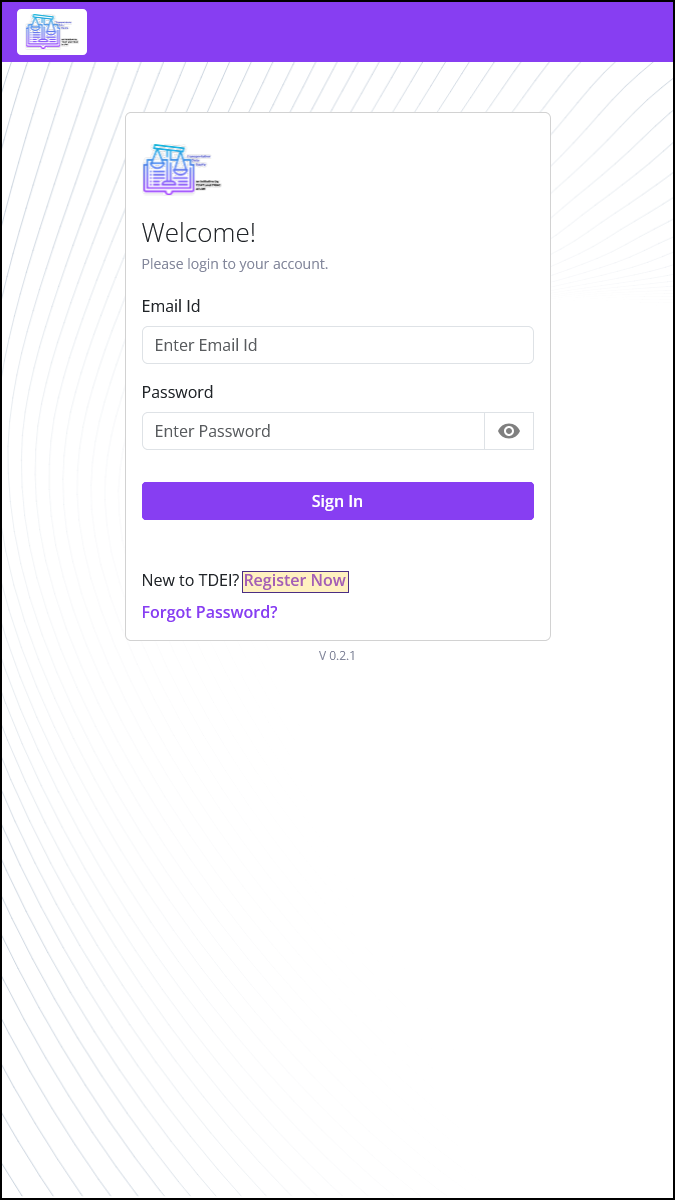 Welcome!
Please login to your account.
Email Id
Enter Email Id
Password
Enter Password
Sign In
New to TDEI? Register Now
Forgot Password?
V 0.2.1